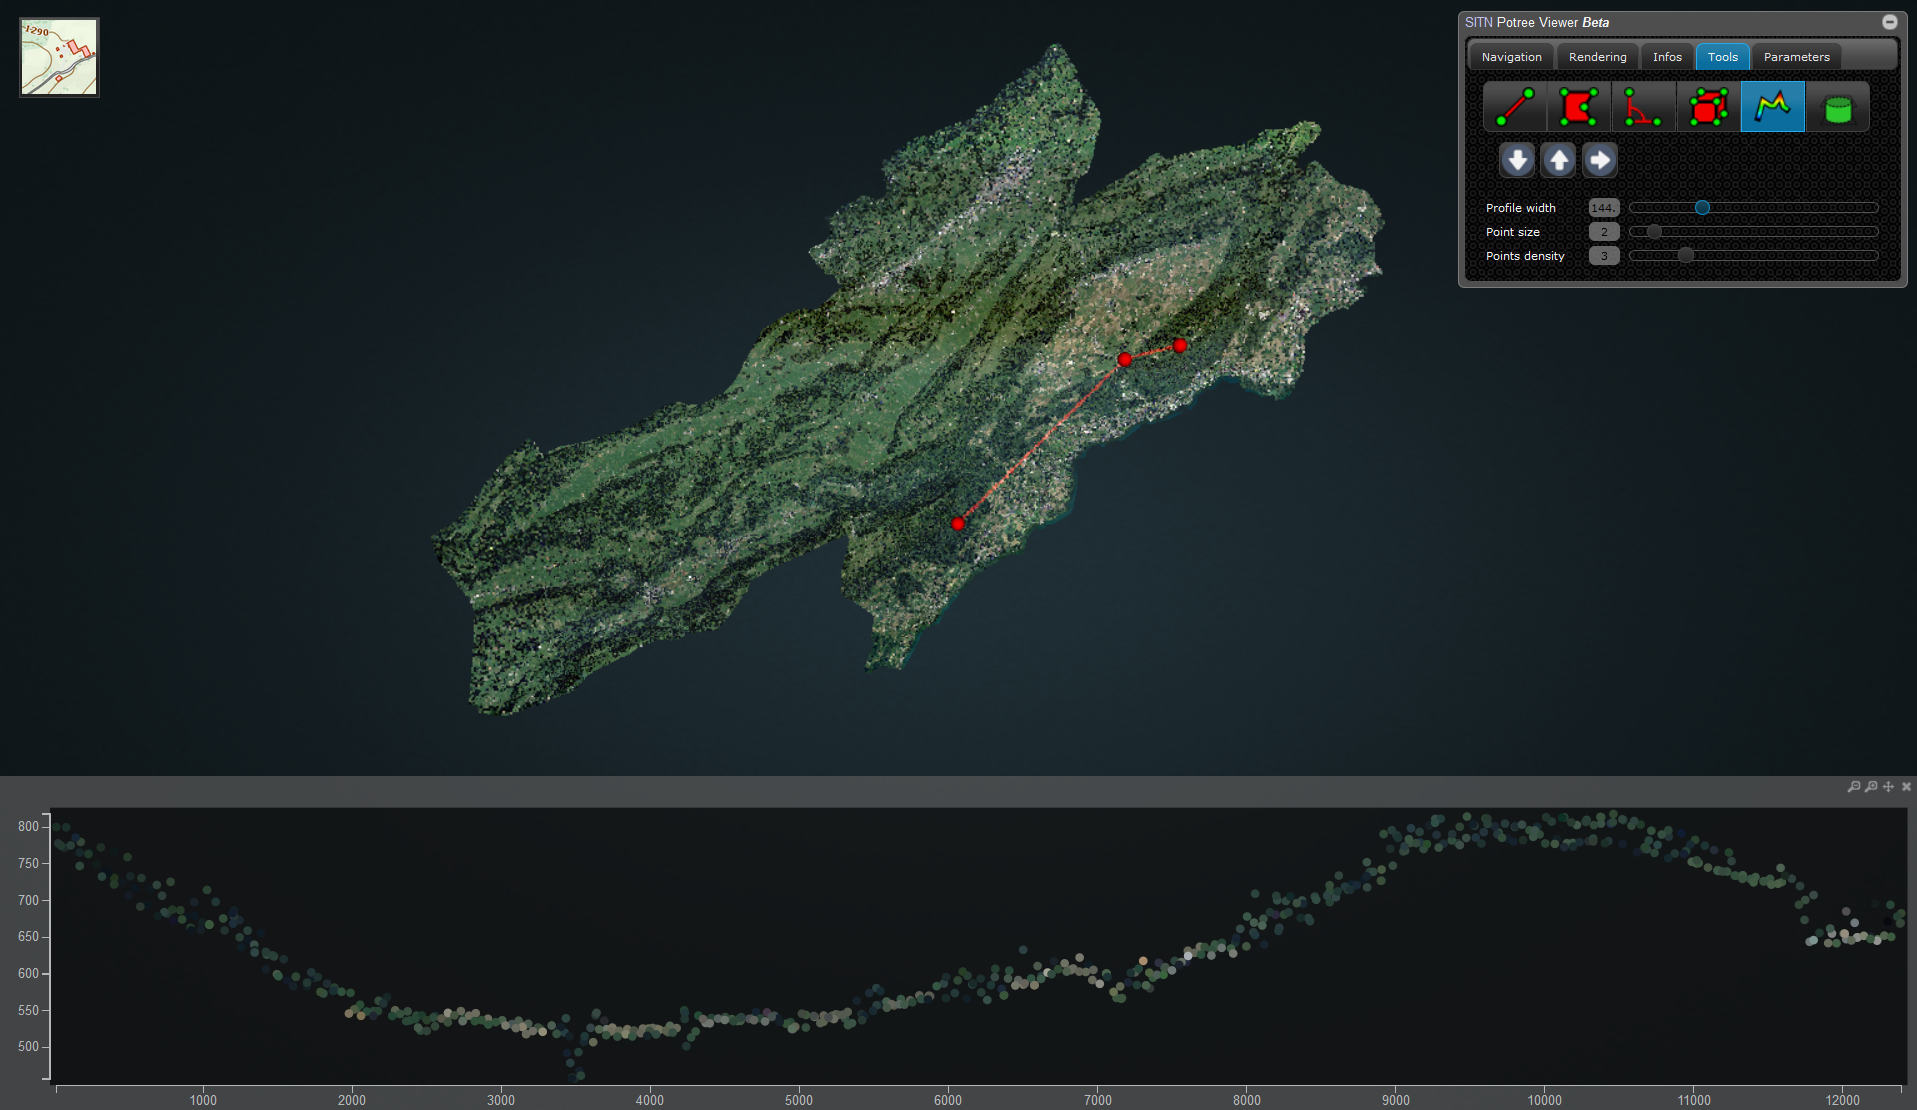 1290
SITN Potree Viewer Beta
Navigation Rendering Infos Tools Parameters
Profile width 144.
Point size 2
Points density 3
800
750
700
650
600
550
500
1000 2000 3000 4000 5000 6000 7000 8000 9000 10000 11000 12000